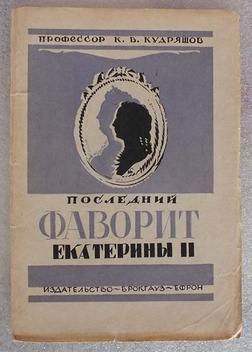 ПРОФЕССОР К. В. КУДРЯШОВ
ПОСЛЕДНИЙ
ФАВОРИТ
ЕКАТЕРИНЫ II
ИЗДАТЕЛЬСТВО~БРОКГАУЗ~ЕФРОН